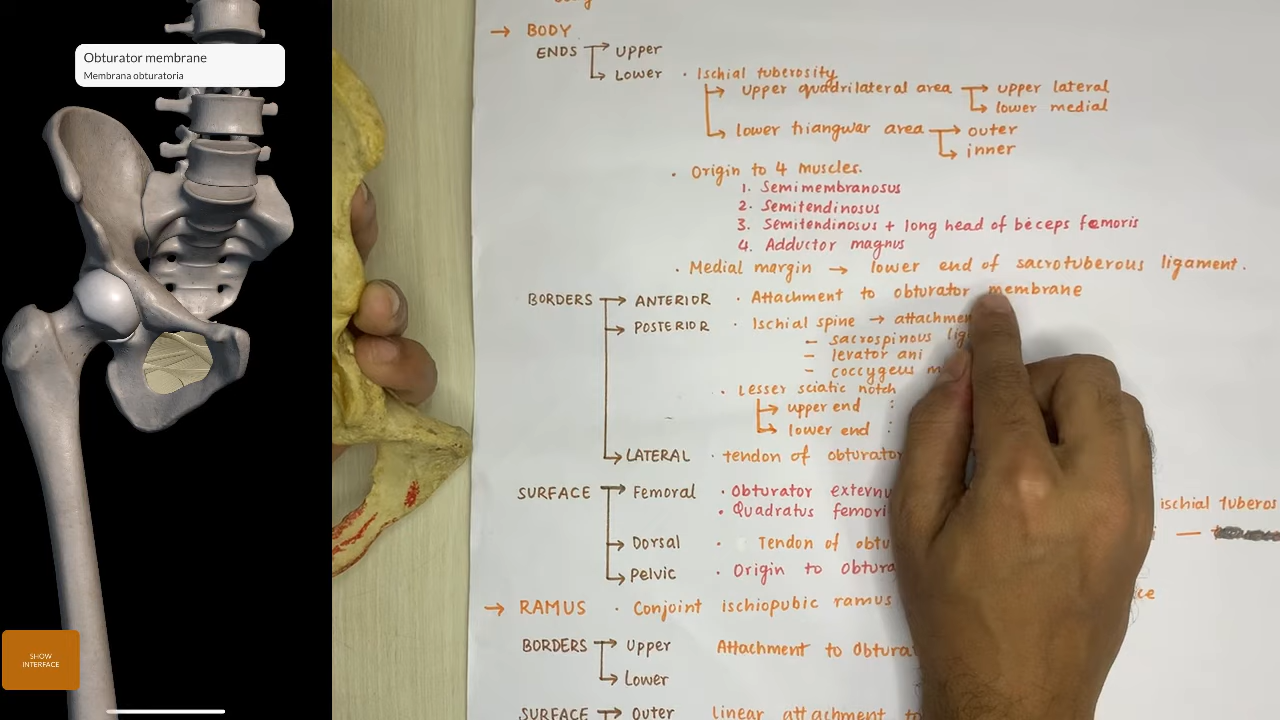 Obturator membrane
Membrana obturatoria
SHOW
INTERFACE
→ BODY
ENDS → Upper
→ Lower · Ischial tuberosity
→ upper quadrilateral area → upper lateral
→ lower medial
→ lower triangular area → outer
→ inner
· Origin to 4 muscles.
1. Semimembranosus
2. Semitendinosus
3. Semitendinosus + long head of biceps femoris
4. Adductor magnus
· Medial margin → lower end of sacrotuberous ligament.
BORDERS → ANTERIOR · Attachment to obturator membrane
→ POSTERIOR · Ischial spine → attachmen
– sacrospinous lig
– levator ani
– coccygeus m
· Lesser sciatic notch
→ upper end :
→ lower end :
→ LATERAL · tendon of obturator
SURFACE → Femoral · Obturator externu
ischial tuberos
· Quadratus femori
→ Dorsal · Tendon of obtu
→ Pelvic · Origin to obtura
ce
→ RAMUS · Conjoint ischiopubic ramus
BORDERS → Upper Attachment to Obtura
→ Lower
SURFACE → Outer linear attachment to